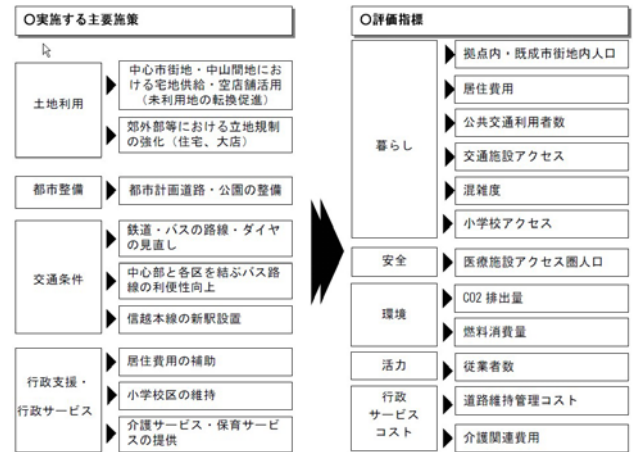 〇実施する主要施策
土地利用
中心市街地・中山間地にお
ける宅地供給・空店舗活用
（未利用地の転換促進）
郊外部等における立地規制
の強化（住宅、大店）
都市整備
都市計画道路・公園の整備
交通条件
鉄道・バスの路線・ダイヤ
の見直し
中心部と各区を結ぶバス路
線の利便性向上
信越本線の新駅設置
行政支援・
行政サービス
居住費用の補助
小学校区の維持
介護サービス・保育サービ
スの提供
〇評価指標
暮らし
拠点内・既成市街地内人口
居住費用
公共交通利用者数
交通施設アクセス
混雑度
小学校アクセス
安全
医療施設アクセス圏人口
環境
CO2 排出量
燃料消費量
活力
従業者数
行政
サービス
コスト
道路維持管理コスト
介護関連費用